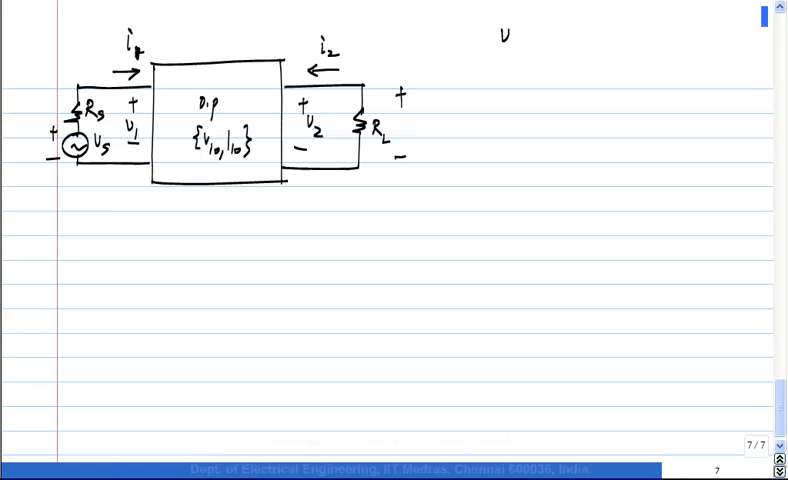 i₁ i₂ v
+ Rs + v₁ − + vs −
o.p {V₁₀, I₁₀}
+ v₂ − RL + −
7/7
Dept. of Electrical Engineering, IIT Madras, Chennai 600036, India.
7